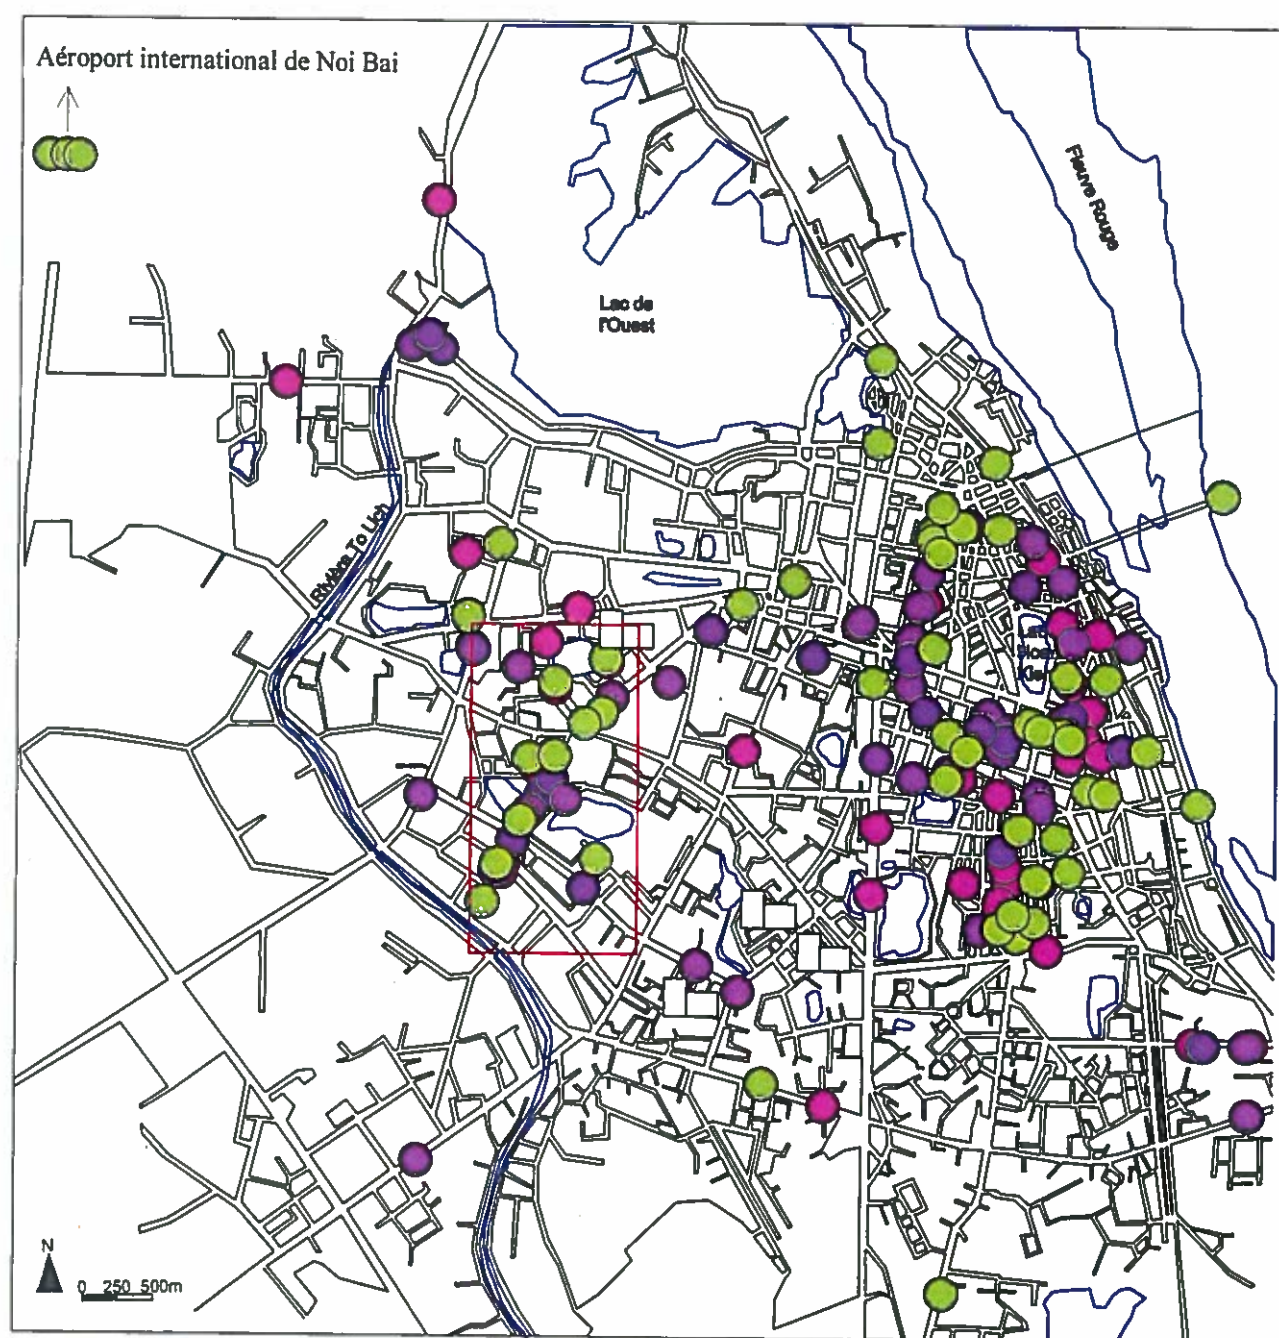 Aéroport international de Noi Bai
Fleuve Rouge
Lac de
l'Ouest
Rivière To Lich
N
0 250 500m